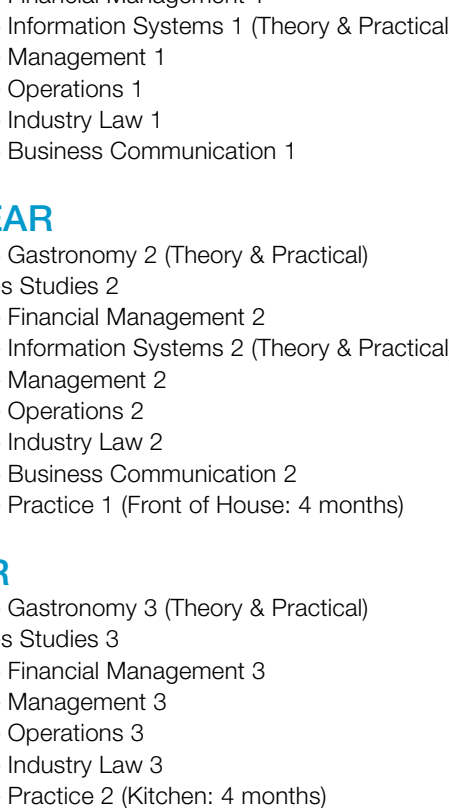 Financial Management 1
Information Systems 1 (Theory & Practical
Management 1
Operations 1
Industry Law 1
Business Communication 1
EAR
Gastronomy 2 (Theory & Practical)
s Studies 2
Financial Management 2
Information Systems 2 (Theory & Practical
Management 2
Operations 2
Industry Law 2
Business Communication 2
Practice 1 (Front of House: 4 months)
R
Gastronomy 3 (Theory & Practical)
s Studies 3
Financial Management 3
Management 3
Operations 3
Industry Law 3
Practice 2 (Kitchen: 4 months)